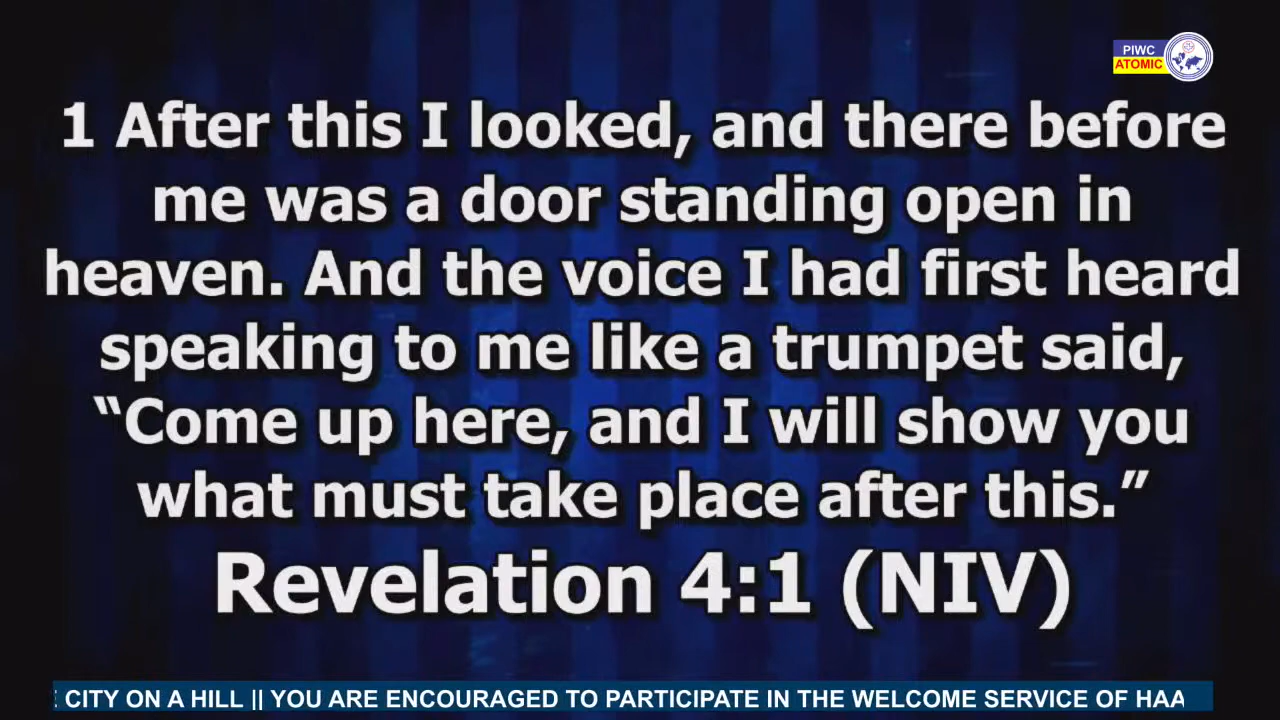 PIWC
ATOMIC
1 After this I looked, and there before
me was a door standing open in
heaven. And the voice I had first heard
speaking to me like a trumpet said,
“Come up here, and I will show you
what must take place after this.”
Revelation 4:1 (NIV)
CITY ON A HILL || YOU ARE ENCOURAGED TO PARTICIPATE IN THE WELCOME SERVICE OF HAA